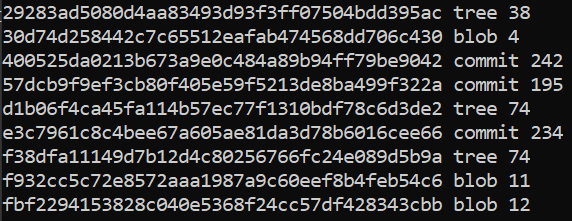 29283ad5080d4aa83493d93f3ff07504bdd395ac tree 38
30d74d258442c7c65512eafab474568dd706c430 blob 4
400525da0213b673a9e0c484a89b94ff79be9042 commit 242
57dcb9f9ef3cb80f405e59f5213de8ba499f322a commit 195
d1b06f4ca45fa114b57ec77f1310bdf78c6d3de2 tree 74
e3c7961c8c4bee67a605ae81da3d78b6016cee66 commit 234
f38dfa11149d7b12d4c80256766fc24e089d5b9a tree 74
f932cc5c72e8572aaa1987a9c60eef8b4feb54c6 blob 11
fbf2294153828c040e5368f24cc57df428343cbb blob 12